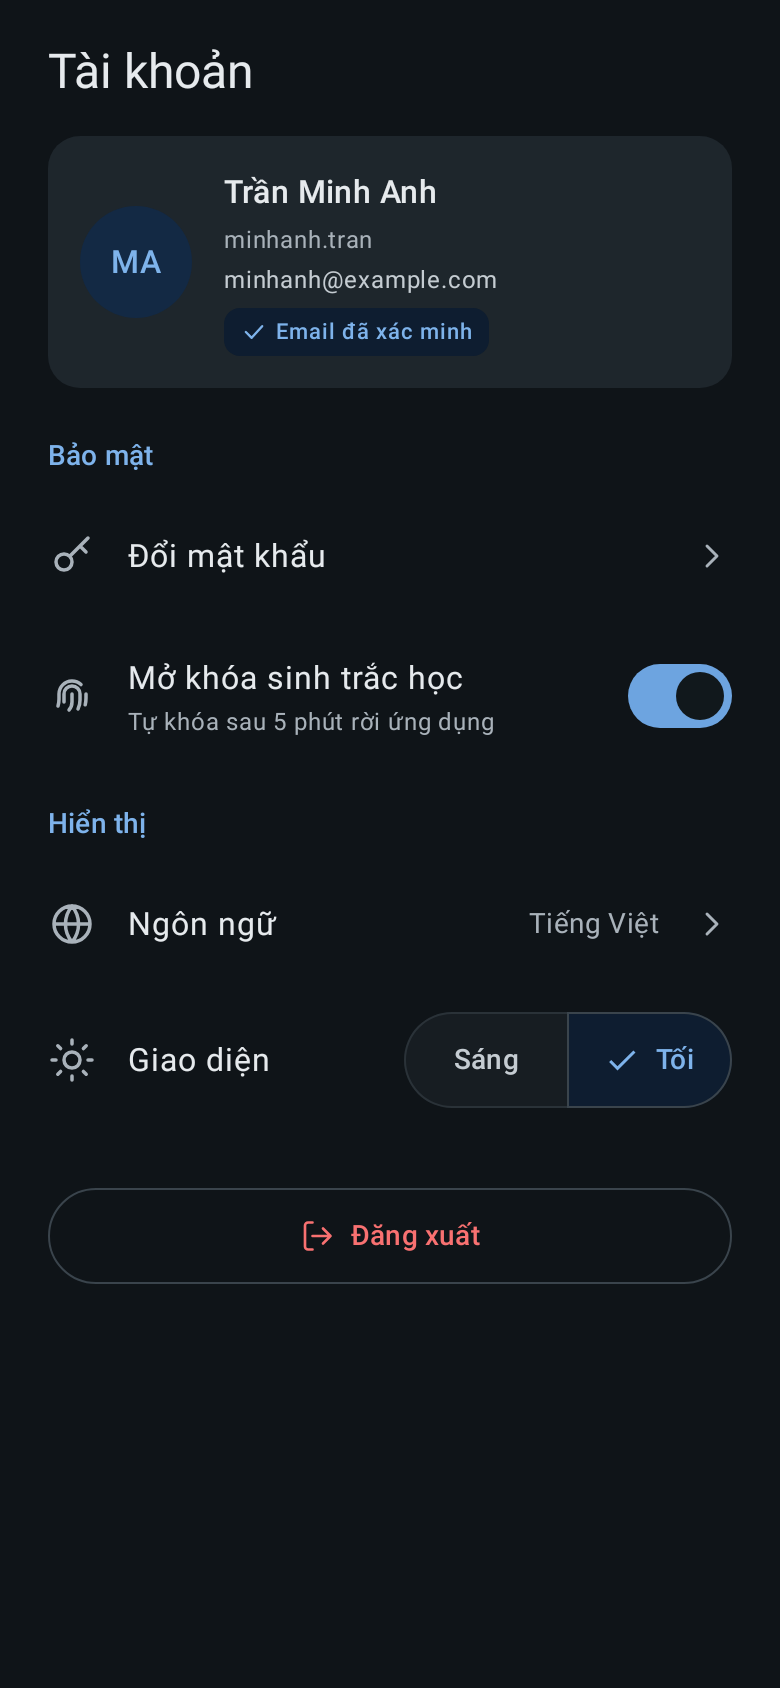 Tài khoản
MA
Trần Minh Anh
minhanh.tran
minhanh@example.com
Email đã xác minh
Bảo mật
Đổi mật khẩu
Mở khóa sinh trắc học
Tự khóa sau 5 phút rời ứng dụng
Hiển thị
Ngôn ngữ
Tiếng Việt
Giao diện
Sáng
Tối
Đăng xuất